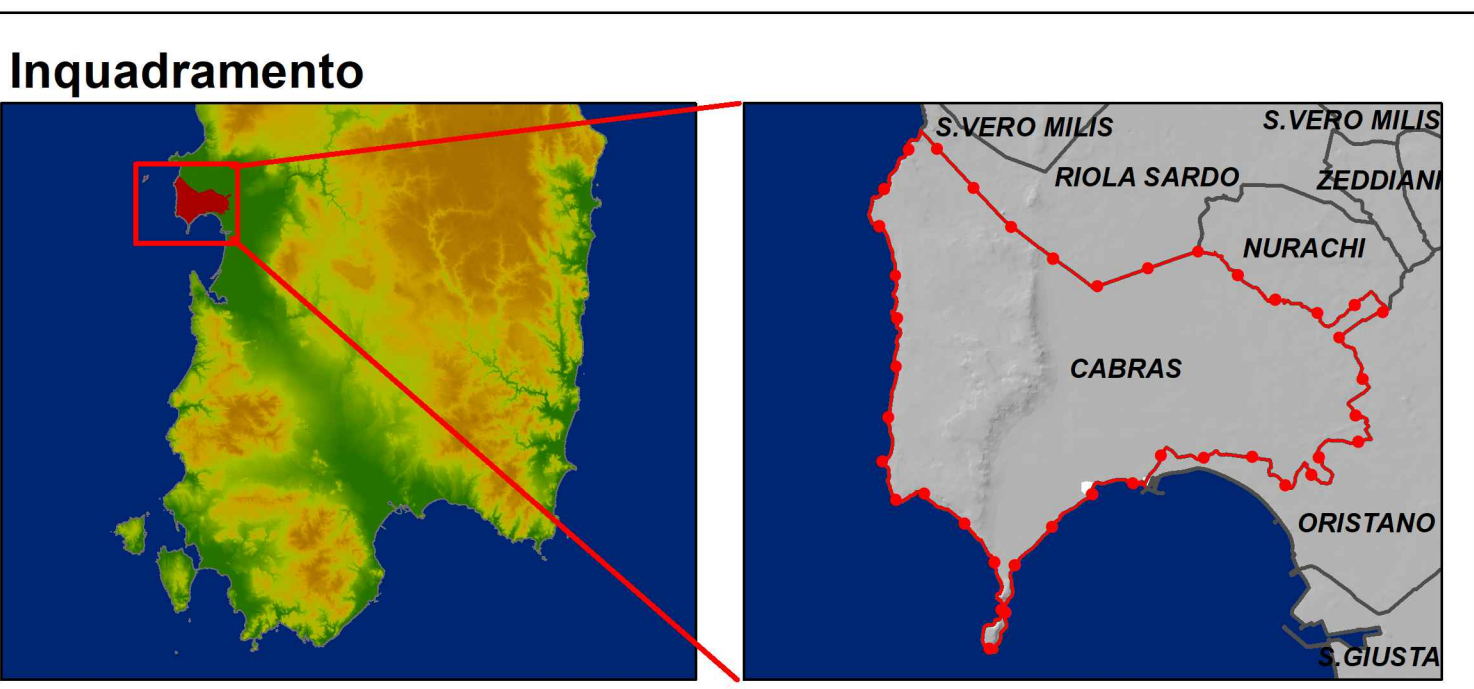 Inquadramento
S.VERO MILIS
S.VERO MILIS
RIOLA SARDO
ZEDDIANI
NURACHI
CABRAS
ORISTANO
S.GIUSTA